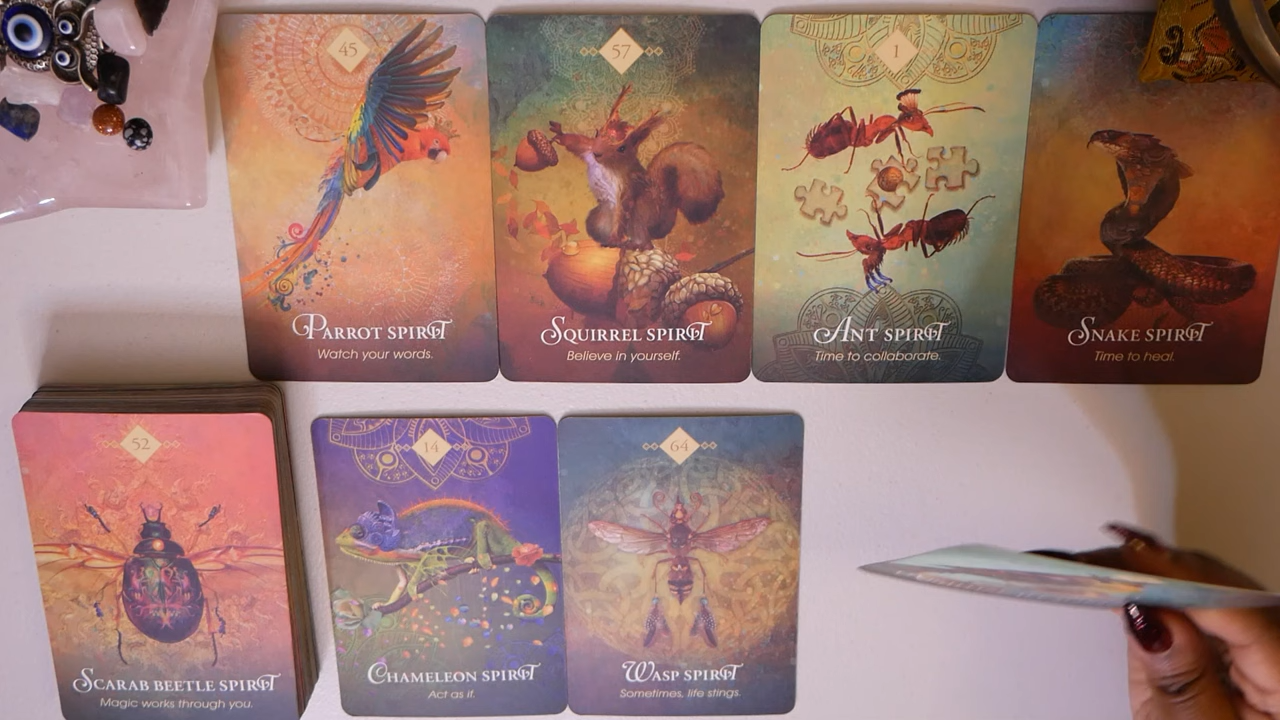 45
PARROT SPIRIT
Watch your words.
57
SQUIRREL SPIRIT
Believe in yourself.
1
ANT SPIRIT
Time to collaborate.
SNAKE SPIRIT
Time to heal.
52
SCARAB BEETLE SPIRIT
Magic works through you.
14
CHAMELEON SPIRIT
Act as if.
64
WASP SPIRIT
Sometimes, life stings.